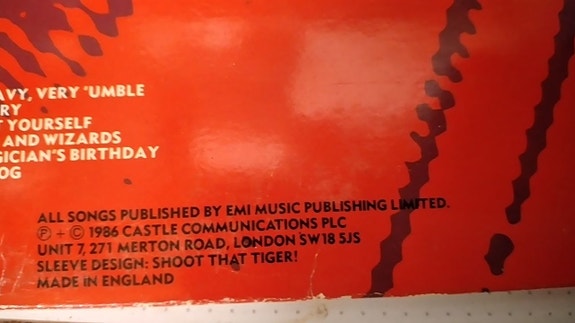 AVY, VERY 'UMBLE
RY
T YOURSELF
AND WIZARDS
GICIAN'S BIRTHDAY
OG
ALL SONGS PUBLISHED BY EMI MUSIC PUBLISHING LIMITED.
Ⓟ + © 1986 CASTLE COMMUNICATIONS PLC
UNIT 7, 271 MERTON ROAD, LONDON SW18 5JS
SLEEVE DESIGN: SHOOT THAT TIGER!
MADE IN ENGLAND